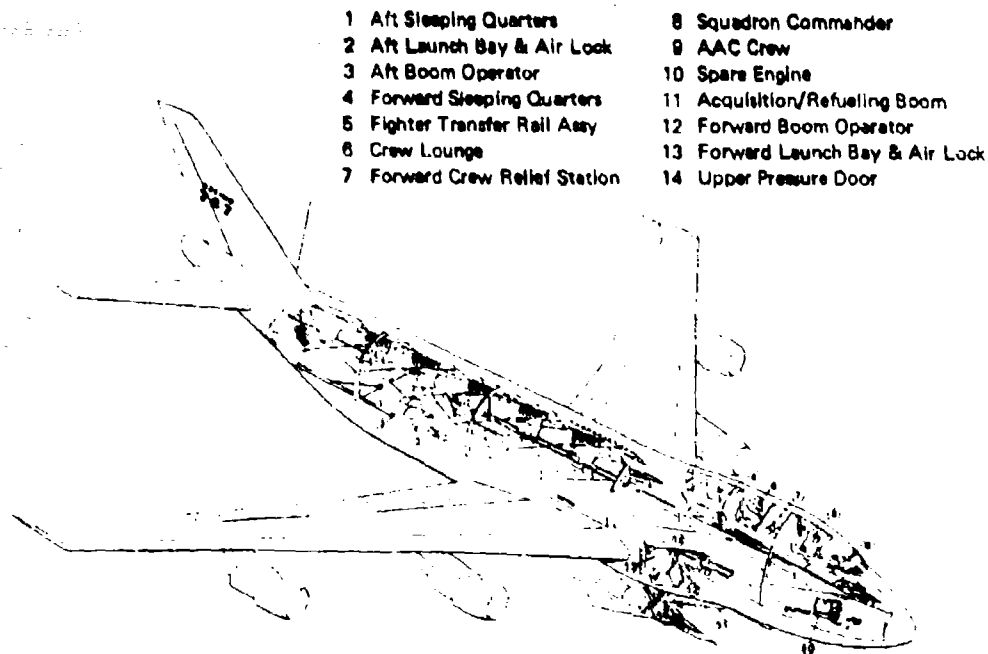 1 Aft Sleeping Quarters
2 Aft Launch Bay & Air Lock
3 Aft Boom Operator
4 Forward Sleeping Quarters
5 Fighter Transfer Rail Assy
6 Crew Lounge
7 Forward Crew Relief Station
8 Squadron Commander
9 AAC Crew
10 Spare Engine
11 Acquisition/Refueling Boom
12 Forward Boom Operator
13 Forward Launch Bay & Air Lock
14 Upper Pressure Door